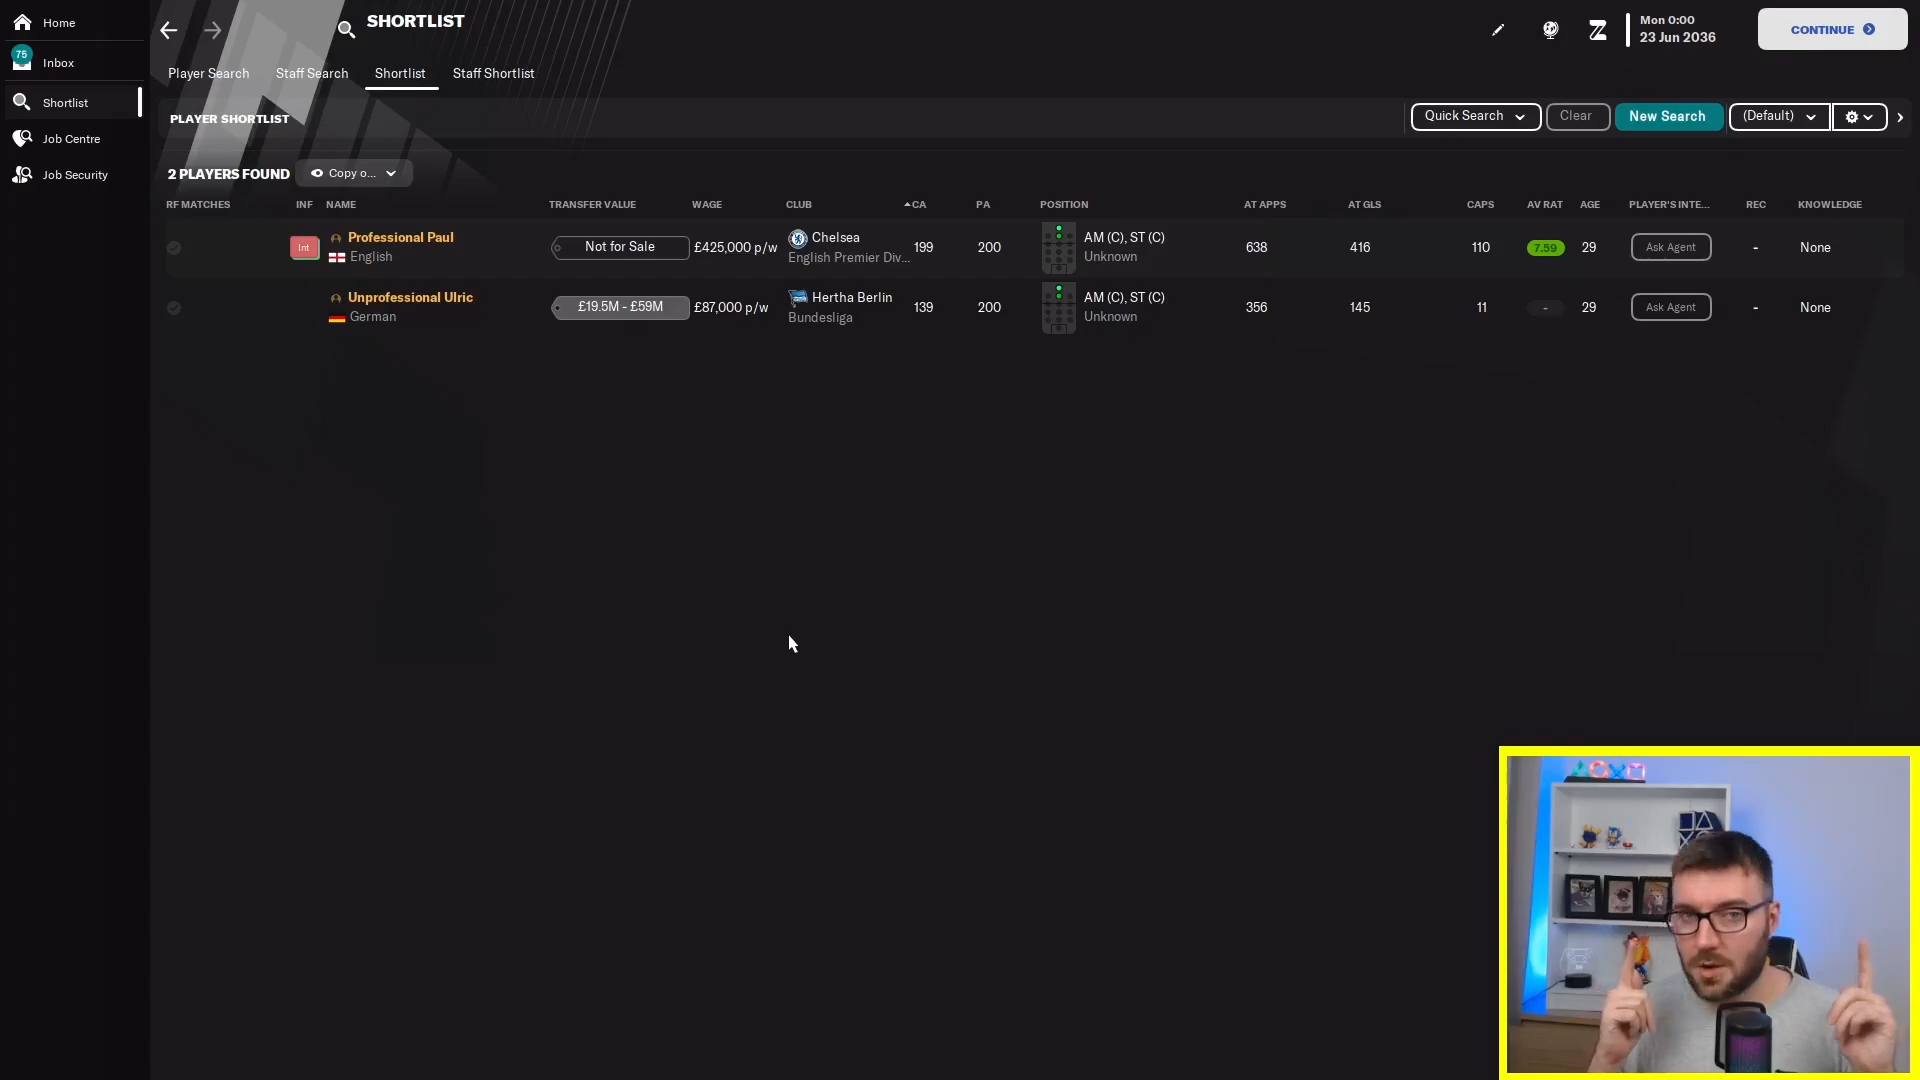 Home
75
Inbox
Shortlist
Job Centre
Job Security
SHORTLIST
Mon 0:00
23 Jun 2036
CONTINUE
Player Search
Staff Search
Shortlist
Staff Shortlist
PLAYER SHORTLIST
Quick Search
Clear
New Search
(Default)
2 PLAYERS FOUND
Copy o...
RF MATCHES INF NAME TRANSFER VALUE WAGE CLUB CA PA POSITION AT APPS AT GLS CAPS AV RAT AGE PLAYER'S INTE... REC KNOWLEDGE
Int Professional Paul Not for Sale £425,000 p/w Chelsea 199 200 AM (C), ST (C) 638 416 110 7.59 29 Ask Agent - None
English English Premier Div... Unknown
Unprofessional Ulric £19.5M - £59M £87,000 p/w Hertha Berlin 139 200 AM (C), ST (C) 356 145 11 - 29 Ask Agent - None
German Bundesliga Unknown